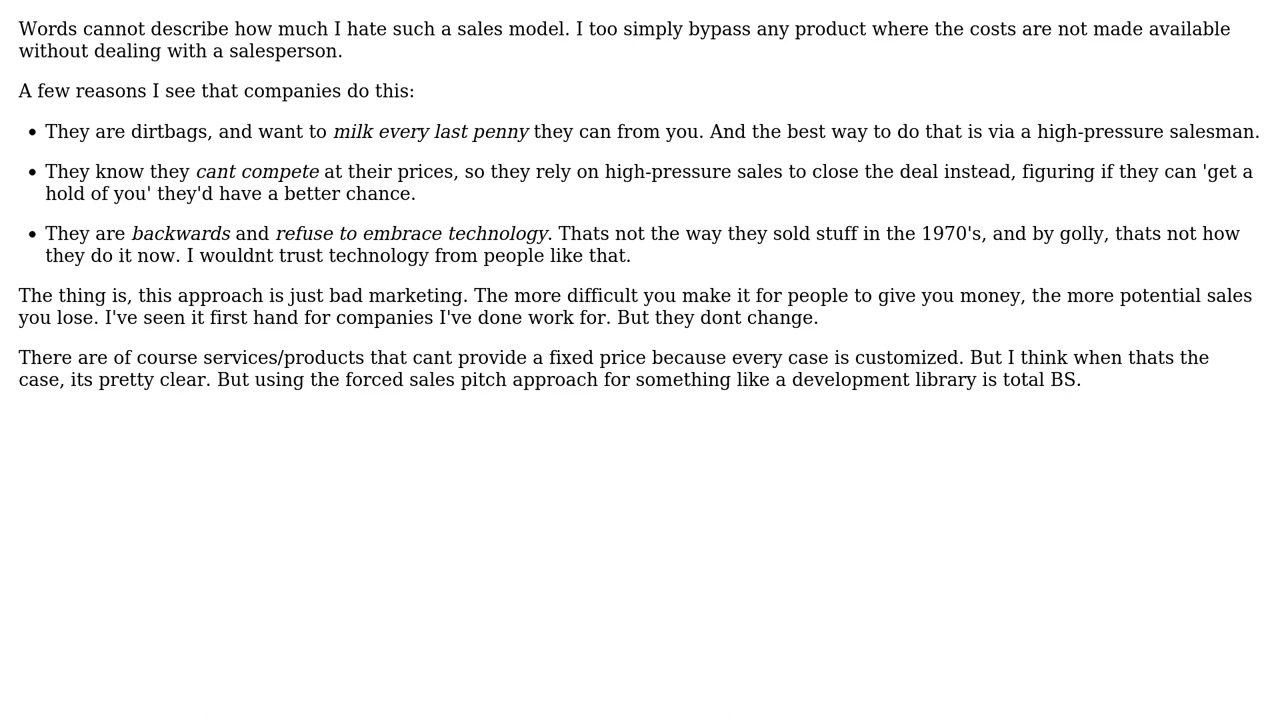 Words cannot describe how much I hate such a sales model. I too simply bypass any product where the costs are not made available
without dealing with a salesperson.
A few reasons I see that companies do this:
• They are dirtbags, and want to milk every last penny they can from you. And the best way to do that is via a high-pressure salesman.
• They know they cant compete at their prices, so they rely on high-pressure sales to close the deal instead, figuring if they can 'get a
hold of you' they'd have a better chance.
• They are backwards and refuse to embrace technology. Thats not the way they sold stuff in the 1970's, and by golly, thats not how
they do it now. I wouldnt trust technology from people like that.
The thing is, this approach is just bad marketing. The more difficult you make it for people to give you money, the more potential sales
you lose. I've seen it first hand for companies I've done work for. But they dont change.
There are of course services/products that cant provide a fixed price because every case is customized. But I think when thats the
case, its pretty clear. But using the forced sales pitch approach for something like a development library is total BS.